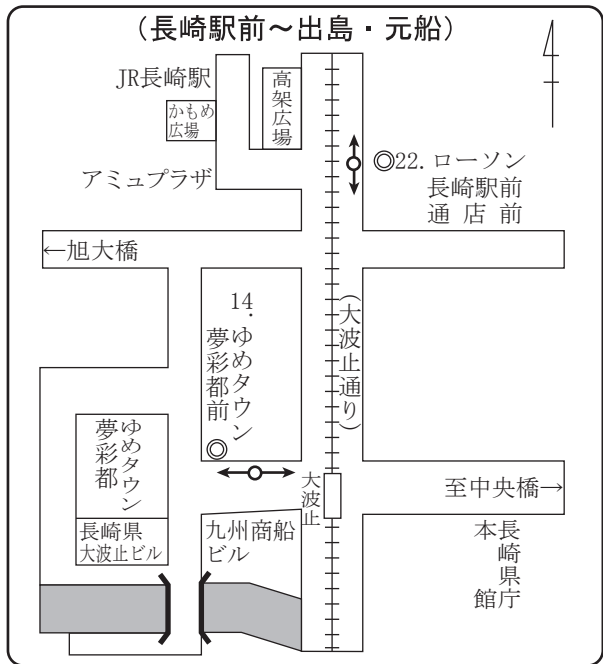 (長崎駅前～出島・元船)
JR長崎駅
かもめ
広場
高架広場
アミュプラザ
◎22. ローソン
長崎駅前
通店前
←旭大橋
(大波止通り)
14. ゆめタウン
夢彩都前
ゆめタウン
夢彩都
長崎県
大波止ビル
九州商船
ビル
大波止
至中央橋→
長崎県庁
本館